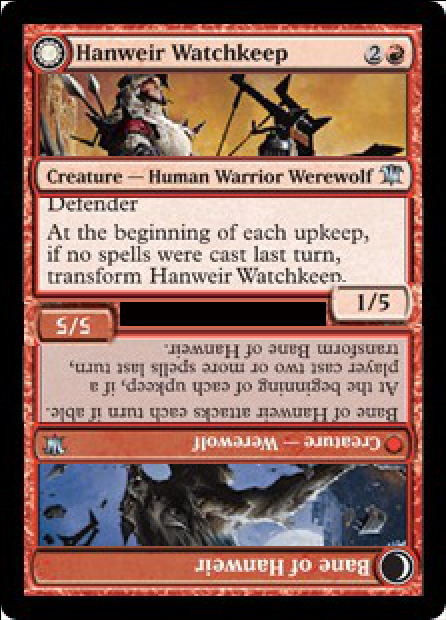 Hanweir Watchkeep 2
Creature — Human Warrior Werewolf
Defender
At the beginning of each upkeep,
if no spells were cast last turn,
transform Hanweir Watchkeep.
1/5
Bane of Hanweir
Creature — Werewolf
Bane of Hanweir attacks each turn if able.
At the beginning of each upkeep, if a
player cast two or more spells last turn,
transform Bane of Hanweir.
5/5